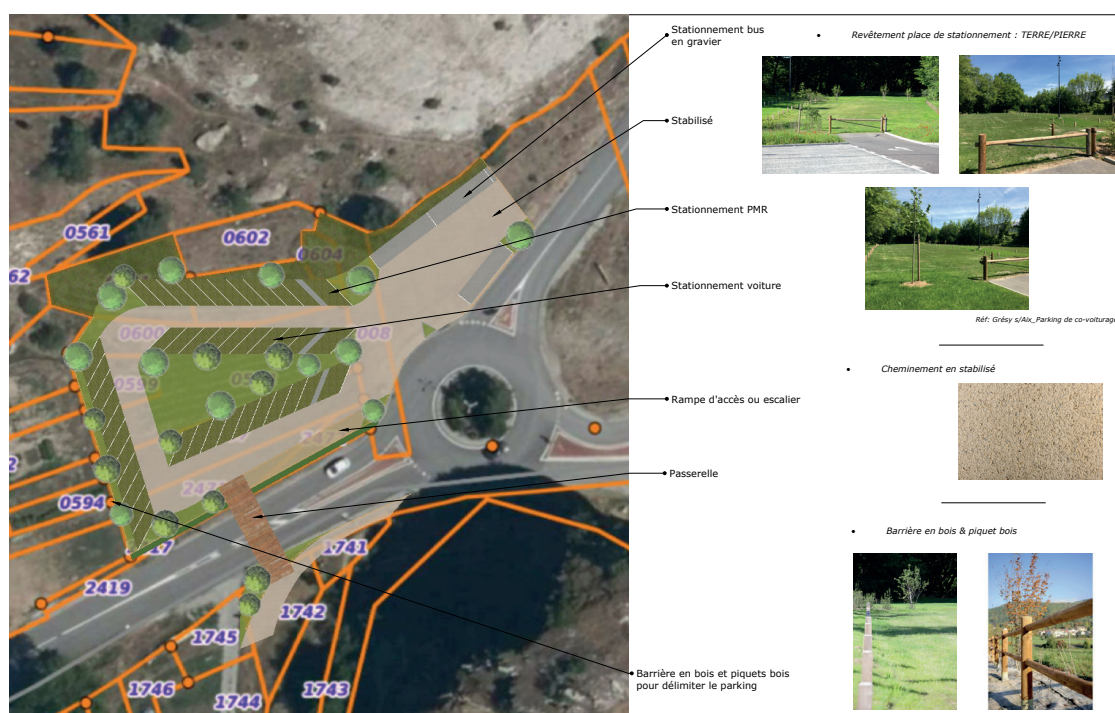 Stationnement bus
en gravier
Stabilisé
Stationnement PMR
Stationnement voiture
Rampe d'accès ou escalier
Passerelle
Barrière en bois et piquets bois
pour délimiter le parking
• Revêtement place de stationnement : TERRE/PIERRE
Réf: Grésy s/Aix_Parking de co-voiturage
• Cheminement en stabilisé
• Barrière en bois & piquet bois
0561
0602
0604
62
0600
008
0599
0594
2419
1741
1742
1745
1746
1744
1743